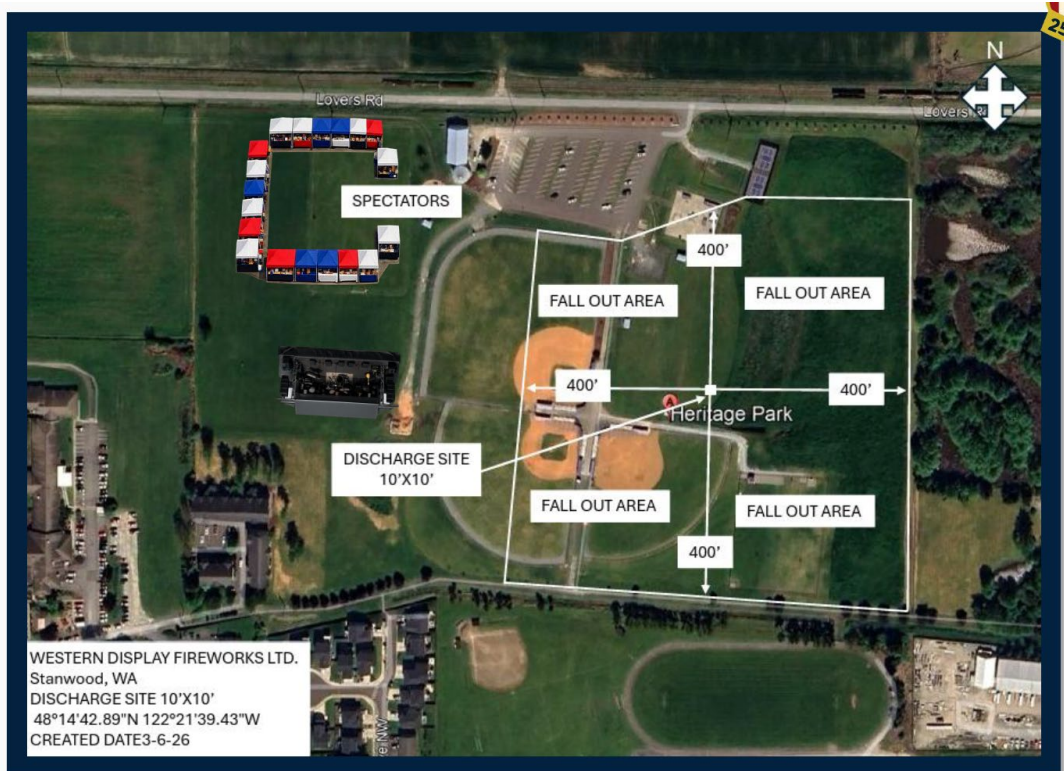 25
N
Lovers Rd
SPECTATORS
400'
FALL OUT AREA
FALL OUT AREA
400'
400'
A
Heritage Park
DISCHARGE SITE
10'X10'
FALL OUT AREA
FALL OUT AREA
400'
WESTERN DISPLAY FIREWORKS LTD.
Stanwood, WA
DISCHARGE SITE 10'X10'
48°14'42.89"N 122°21'39.43"W
CREATED DATE3-6-26